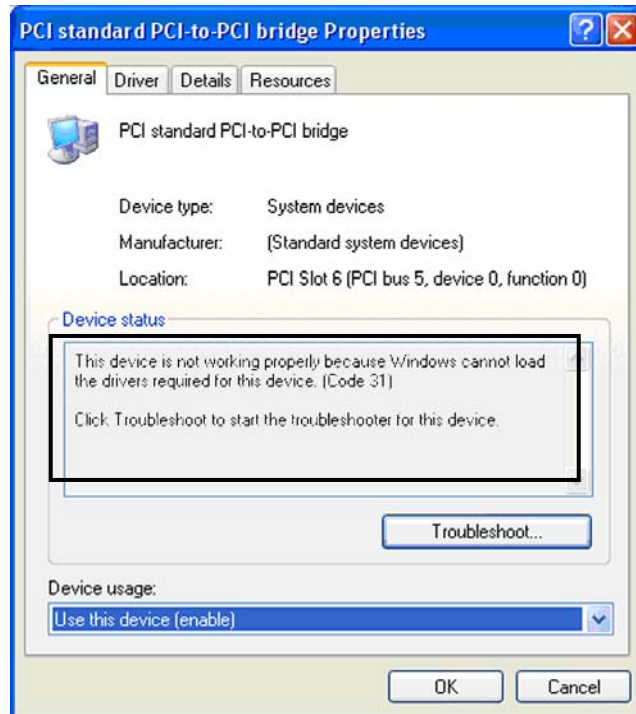 PCI standard PCI-to-PCI bridge Properties
General Driver Details Resources
PCI standard PCI-to-PCI bridge
Device type: System devices
Manufacturer: (Standard system devices)
Location: PCI Slot 6 (PCI bus 5, device 0, function 0)
Device status
This device is not working properly because Windows cannot load
the drivers required for this device. (Code 31)
Click Troubleshoot to start the troubleshooter for this device.
Troubleshoot...
Device usage:
Use this device (enable)
OK Cancel